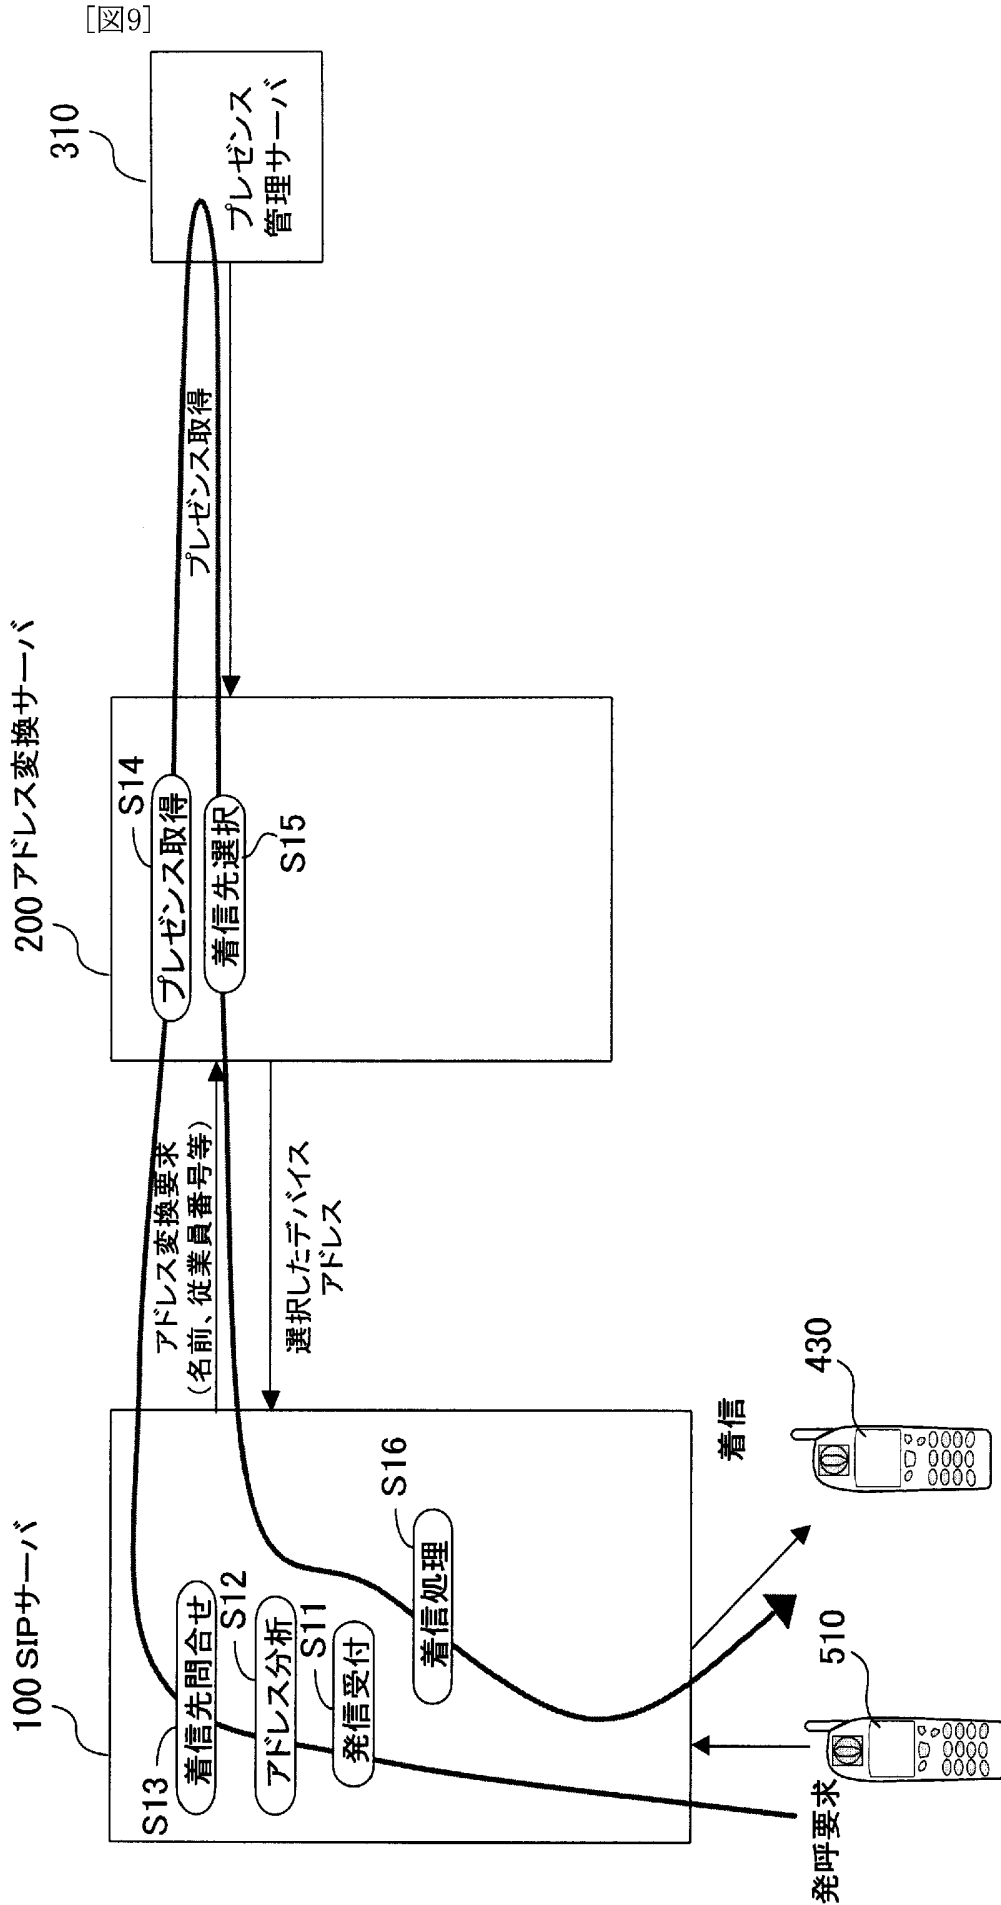 [図9]
100 SIPサーバ
S13
着信先問合せ
S12
アドレス分析
S11
発信受付
S16
着信処理
アドレス変換要求
(名前、従業員番号等)
選択したデバイス
アドレス
200 アドレス変換サーバ
S14
プレゼンス取得
着信先選択
S15
プレゼンス取得
310
プレゼンス
管理サーバ
発呼要求
510
着信
430